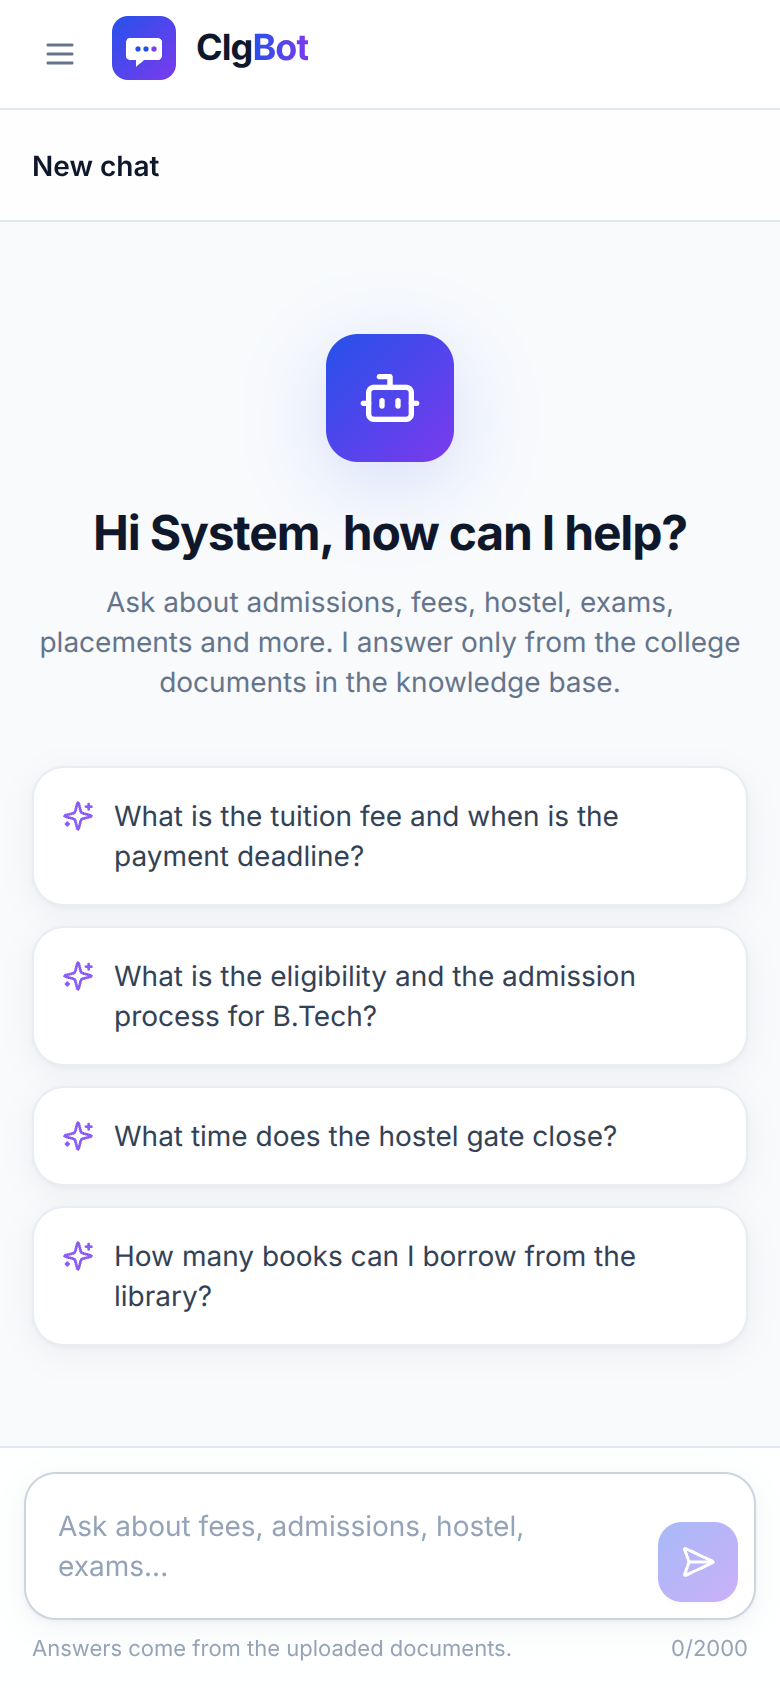 ClgBot
New chat
Hi System, how can I help?
Ask about admissions, fees, hostel, exams,
placements and more. I answer only from the college
documents in the knowledge base.
What is the tuition fee and when is the
payment deadline?
What is the eligibility and the admission
process for B.Tech?
What time does the hostel gate close?
How many books can I borrow from the
library?
Ask about fees, admissions, hostel,
exams...
Answers come from the uploaded documents. 0/2000